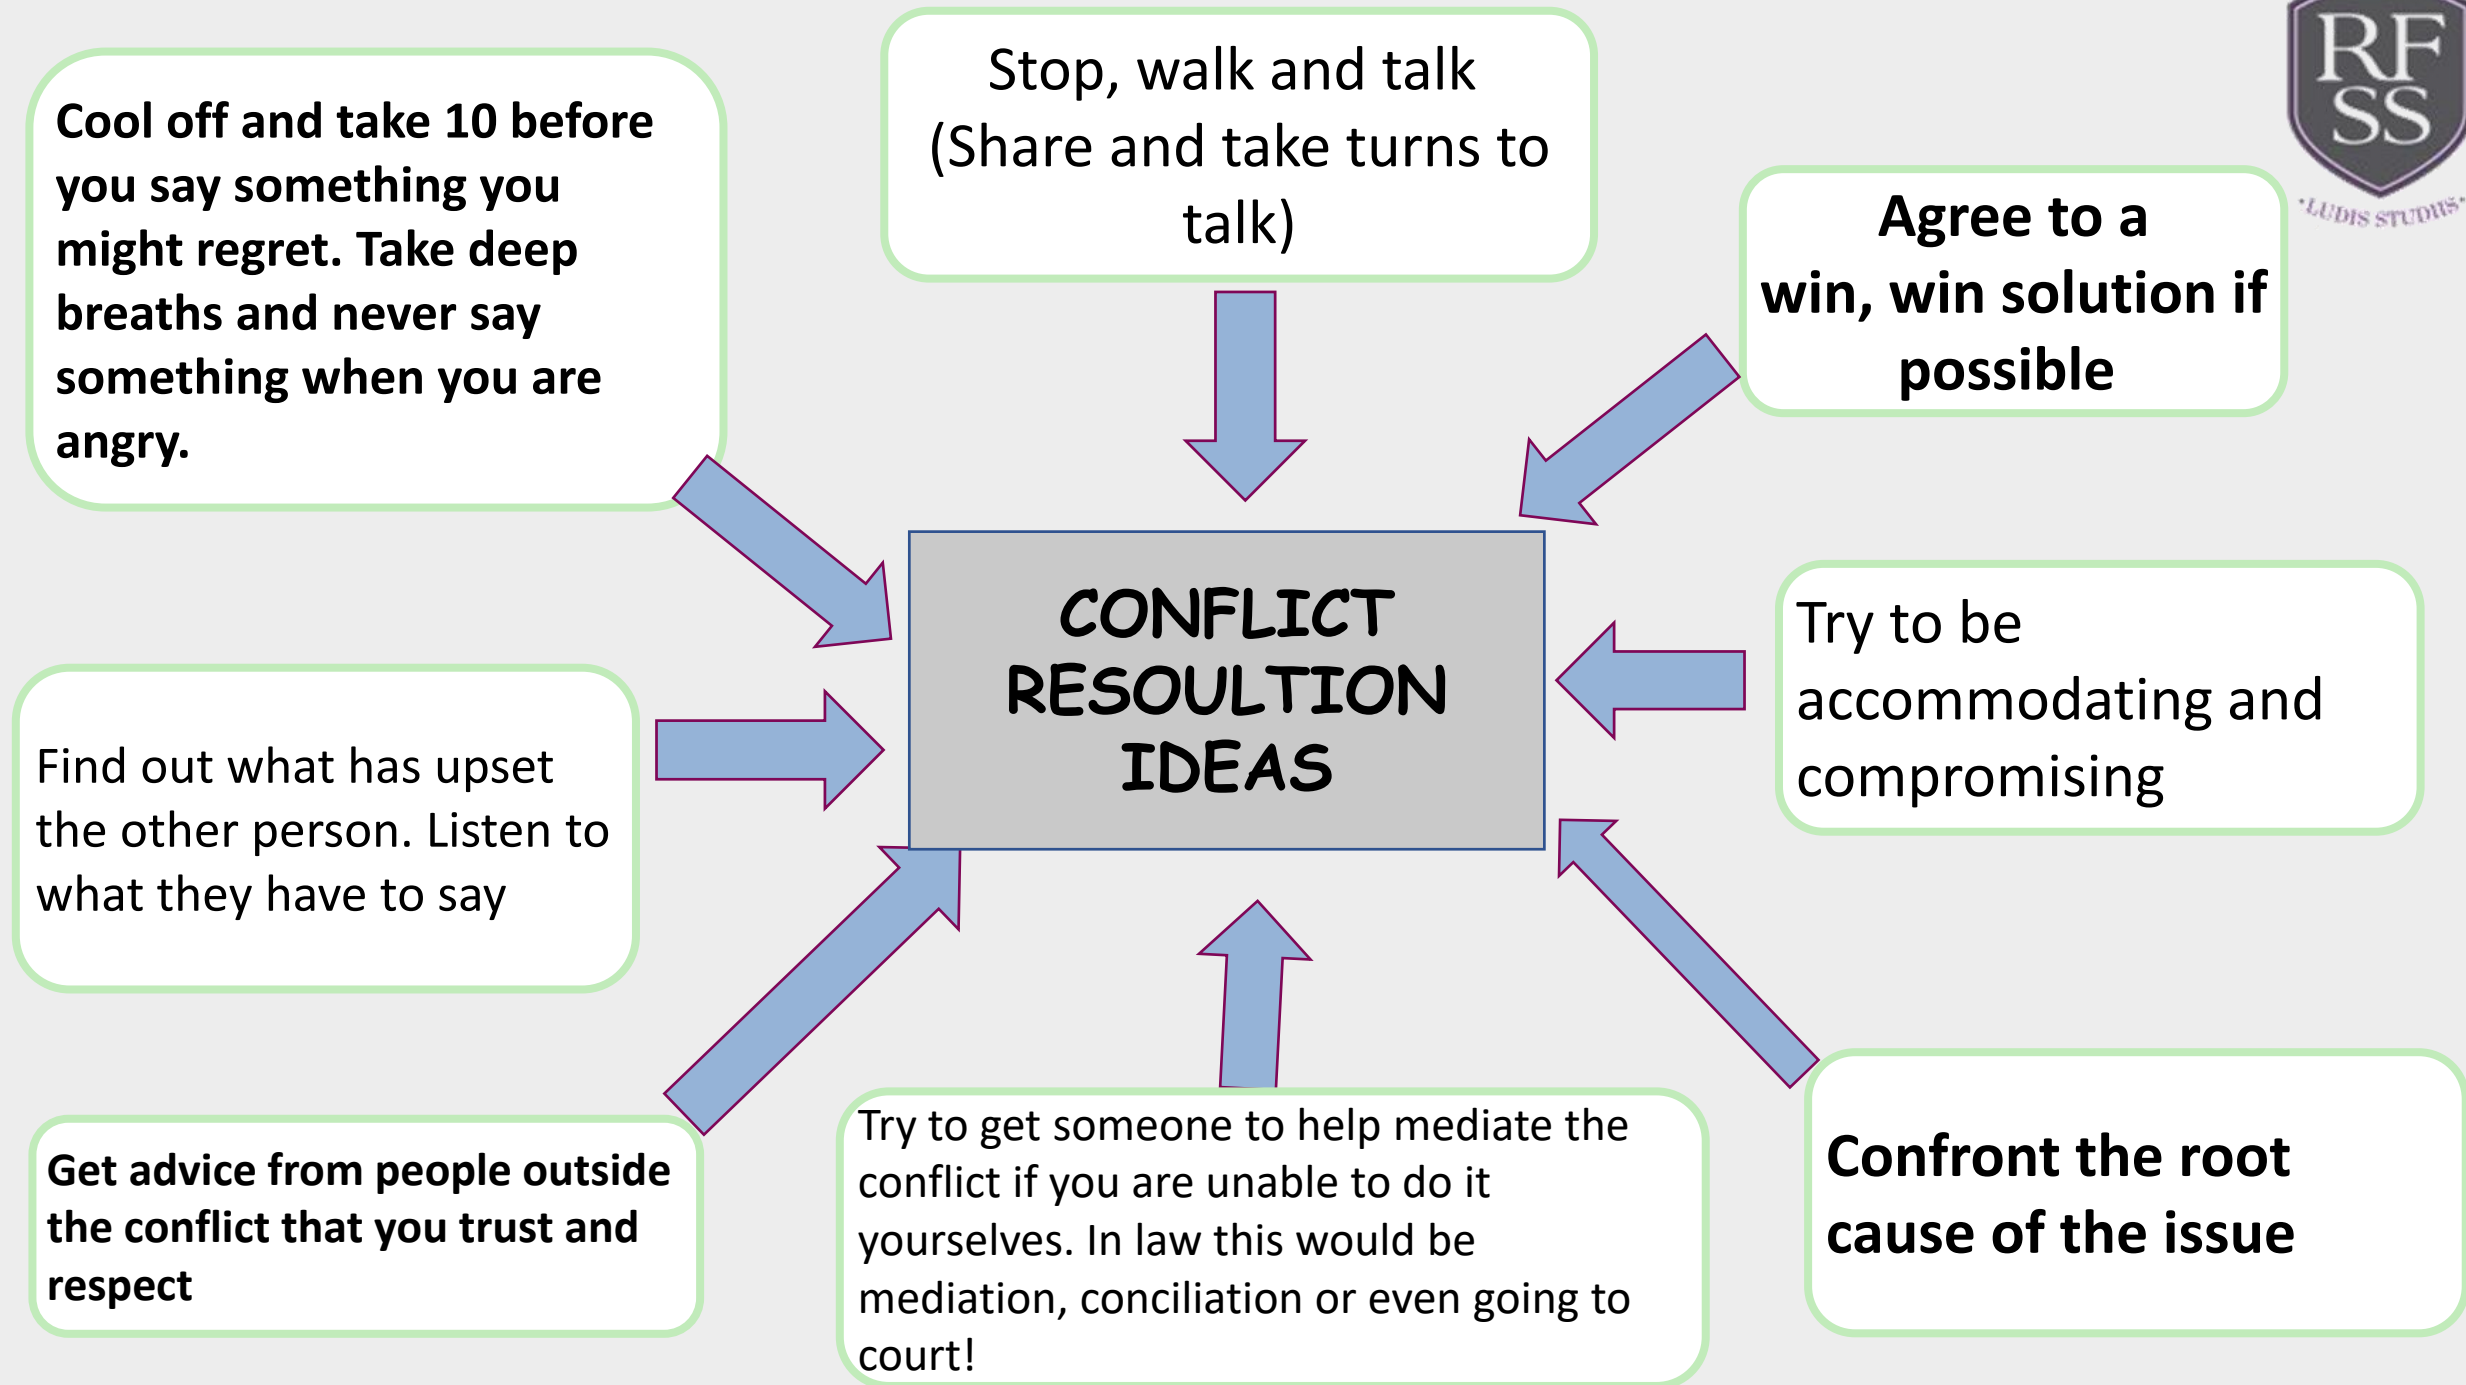 Cool off and take 10 before
you say something you
might regret. Take deep
breaths and never say
something when you are
angry.
Stop, walk and talk
(Share and take turns to
talk)
RF
SS
·LUDIS STUDIIS·
Agree to a
win, win solution if
possible
CONFLICT
RESOULTION
IDEAS
Try to be
accommodating and
compromising
Find out what has upset
the other person. Listen to
what they have to say
Get advice from people outside
the conflict that you trust and
respect
Try to get someone to help mediate the
conflict if you are unable to do it
yourselves. In law this would be
mediation, conciliation or even going to
court!
Confront the root
cause of the issue